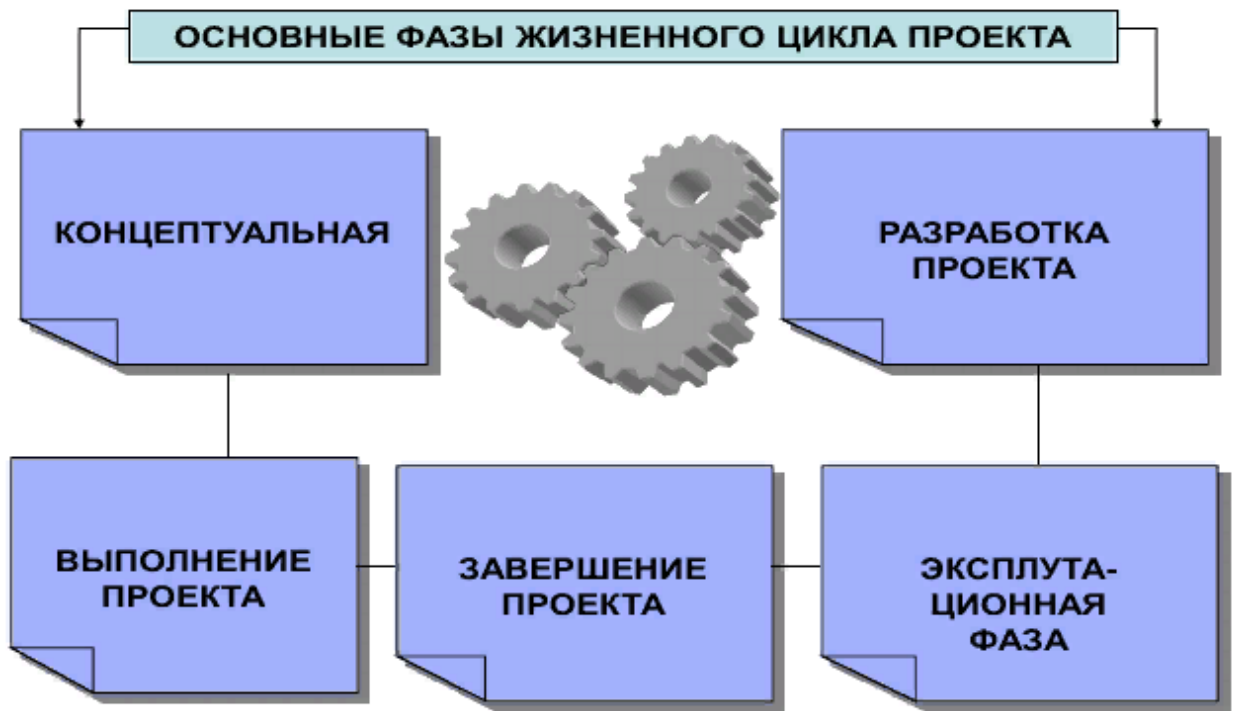 ОСНОВНЫЕ ФАЗЫ ЖИЗНЕННОГО ЦИКЛА ПРОЕКТА
КОНЦЕПТУАЛЬНАЯ
РАЗРАБОТКА
ПРОЕКТА
ВЫПОЛНЕНИЕ
ПРОЕКТА
ЗАВЕРШЕНИЕ
ПРОЕКТА
ЭКСПЛУТА-
ЦИОННАЯ
ФАЗА